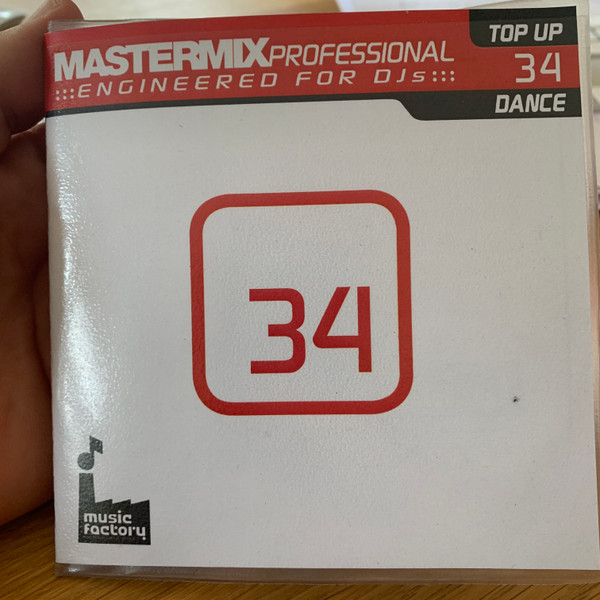 MASTERMIXPROFESSIONAL
:::ENGINEERED FOR DJs:::
TOP UP
34
DANCE
34
music
factory